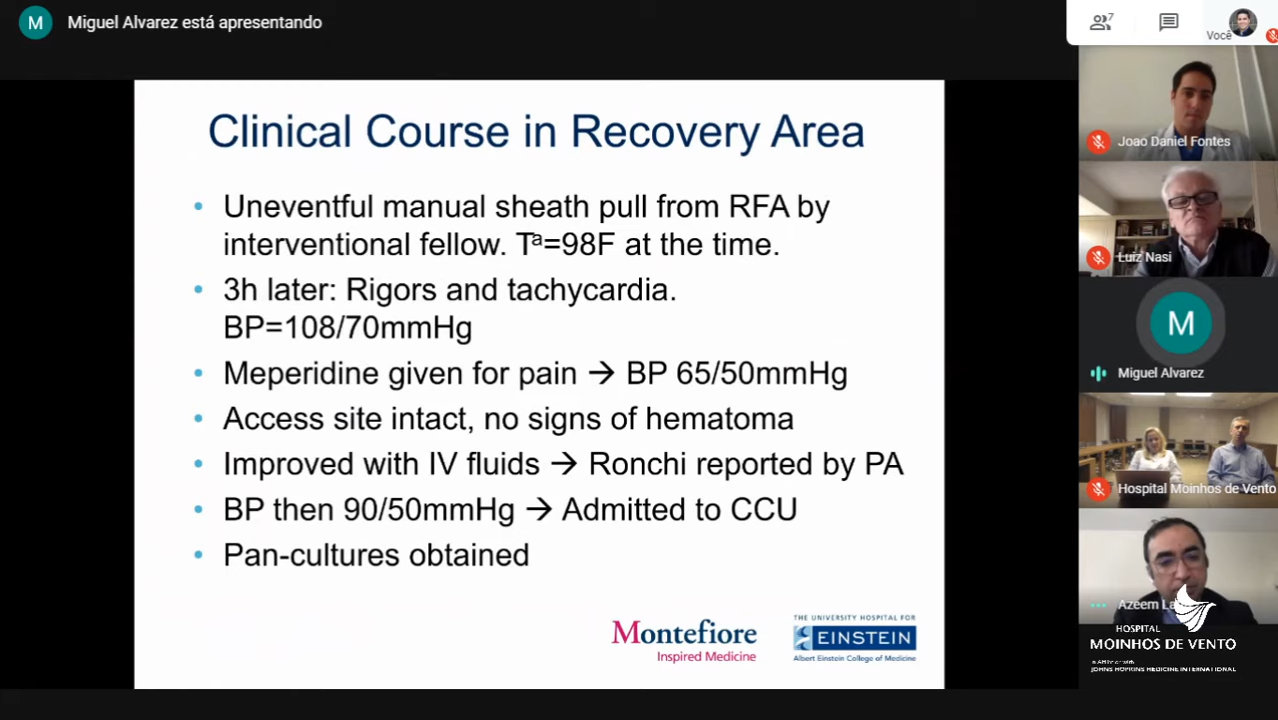 M Miguel Alvarez está apresentando
7
Você
Clinical Course in Recovery Area
• Uneventful manual sheath pull from RFA by
interventional fellow. Tª=98F at the time.
• 3h later: Rigors and tachycardia.
BP=108/70mmHg
• Meperidine given for pain → BP 65/50mmHg
• Access site intact, no signs of hematoma
• Improved with IV fluids → Ronchi reported by PA
• BP then 90/50mmHg → Admitted to CCU
• Pan-cultures obtained
Montefiore
Inspired Medicine
THE UNIVERSITY HOSPITAL FOR
EINSTEIN
Albert Einstein College of Medicine
Joao Daniel Fontes
Luiz Nasi
M
Miguel Alvarez
Hospital Moinhos de Vento
Azeem
HOSPITAL
MOINHOS DE VENTO
JOHNS HOPKINS MEDICINE INTERNATIONAL